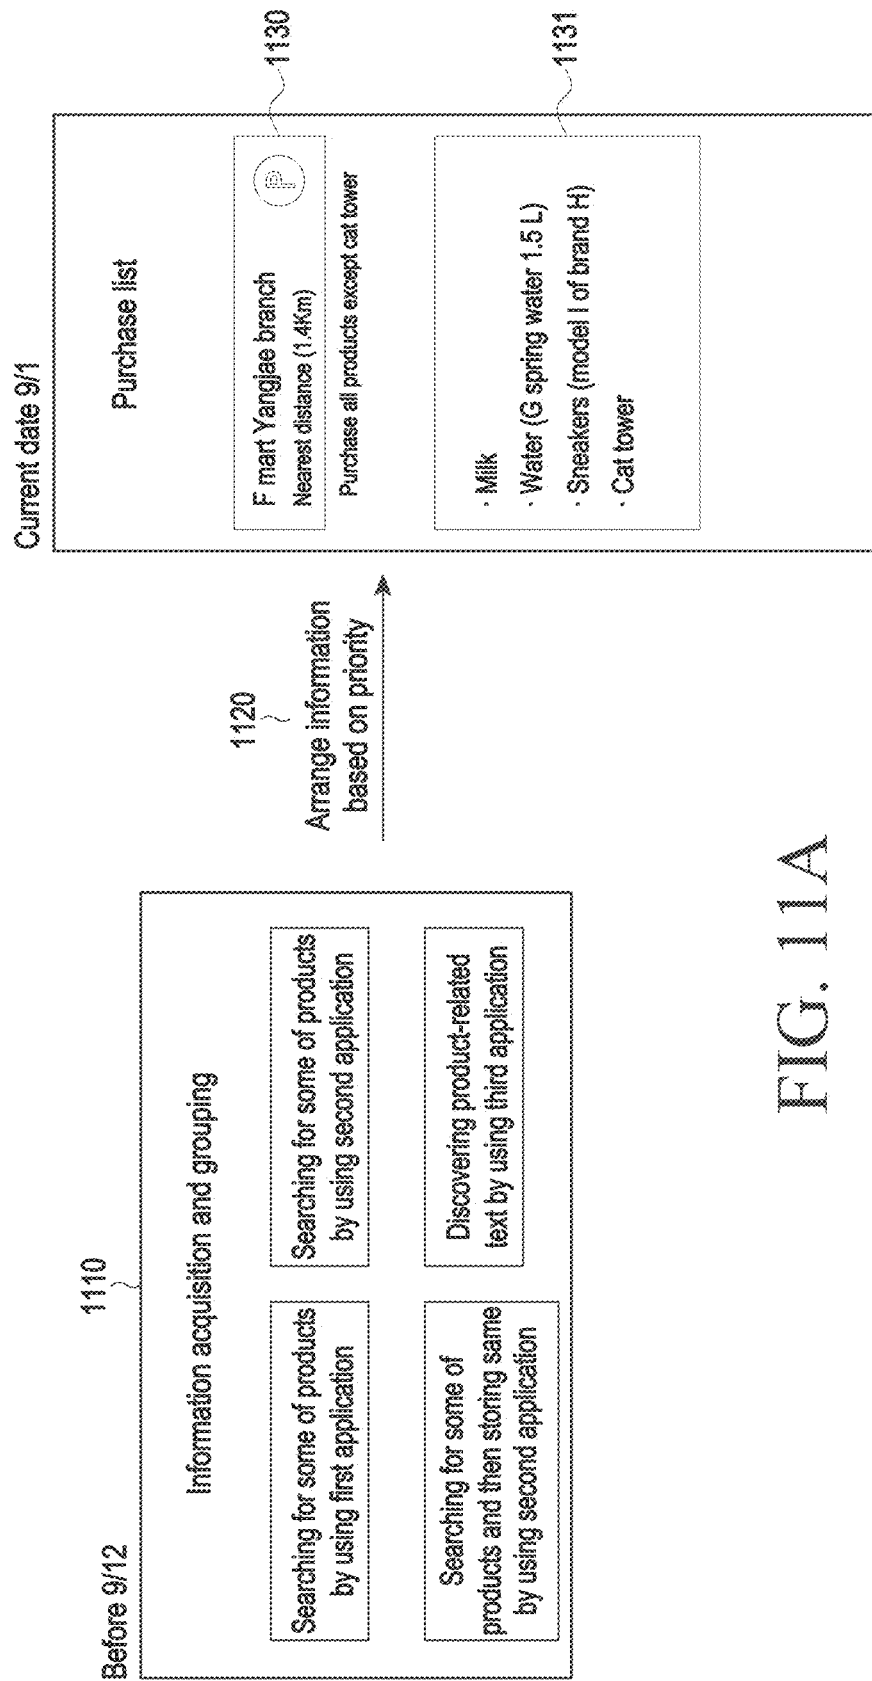 Before 9/12
1110
Information acquisition and grouping
Searching for some of products
by using first application
Searching for some of products
by using second application
Searching for some of
products and then storing same
by using second application
Discovering product-related
text by using third application
1120
Arrange information
based on priority
Current date 9/1
Purchase list
F mart Yangjae branch
Nearest distance (1.4Km)
P
1130
Purchase all products except cat tower
· Milk
· Water (G spring water 1.5 L)
· Sneakers (model I of brand H)
· Cat tower
1131
FIG. 11A